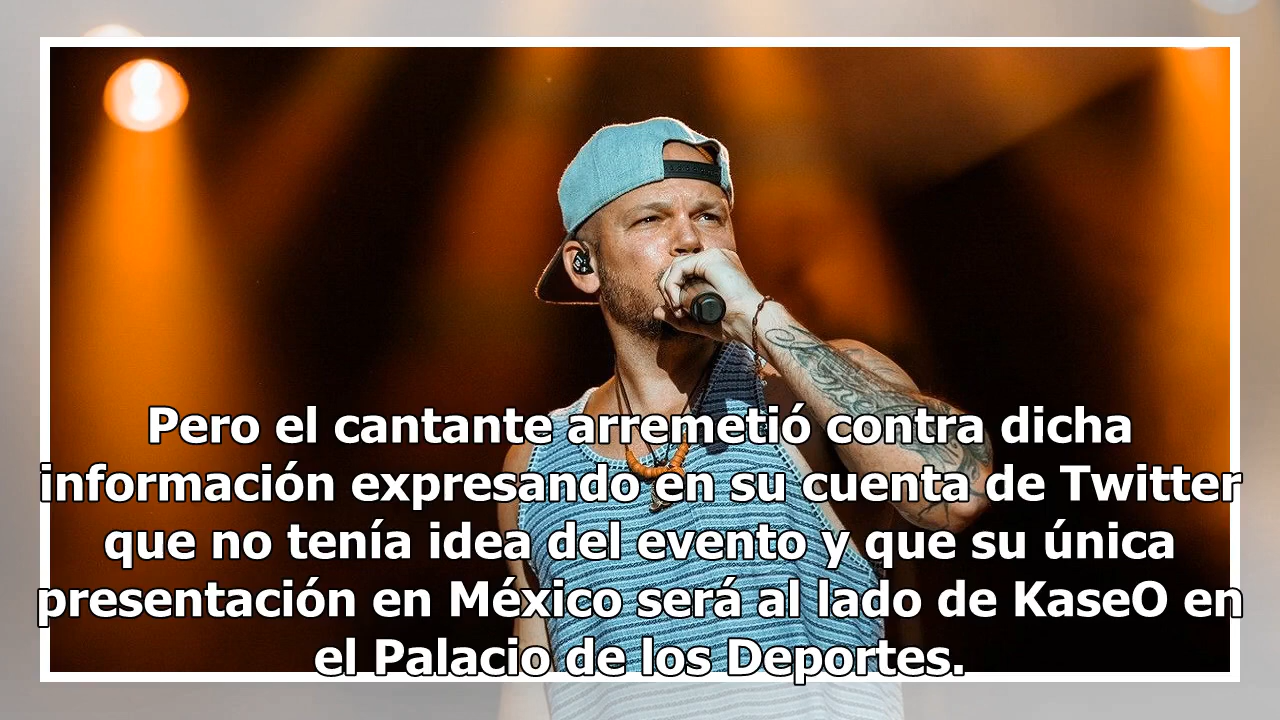 Pero el cantante arremetió contra dicha
información expresando en su cuenta de Twitter
que no tenía idea del evento y que su única
presentación en México será al lado de KaseO en
el Palacio de los Deportes.